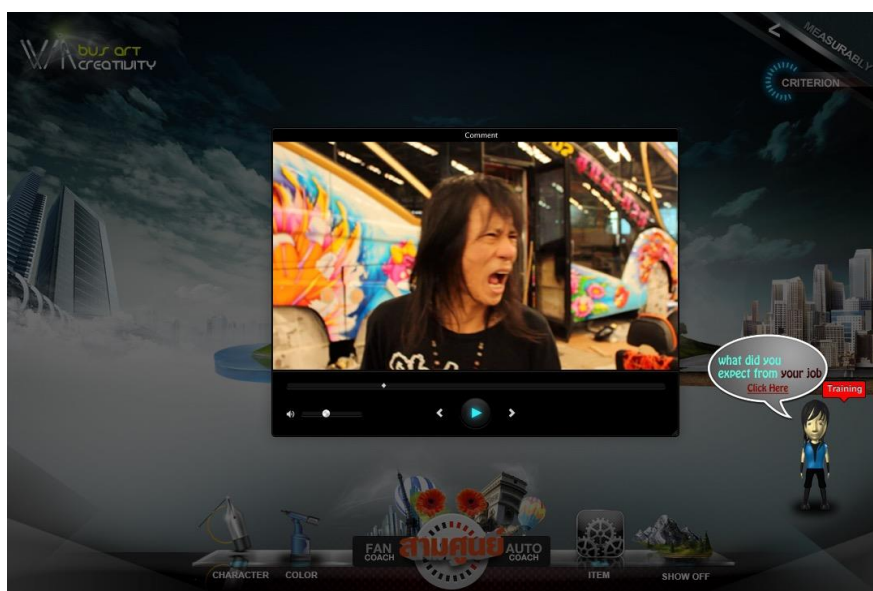 bus art
creativity
MEASURABLY
CRITERION
Comment
what did you
expect from your job
Click Here
Training
FAN
COACH
สามศูนย์
AUTO
COACH
CHARACTER
COLOR
ITEM
SHOW OFF